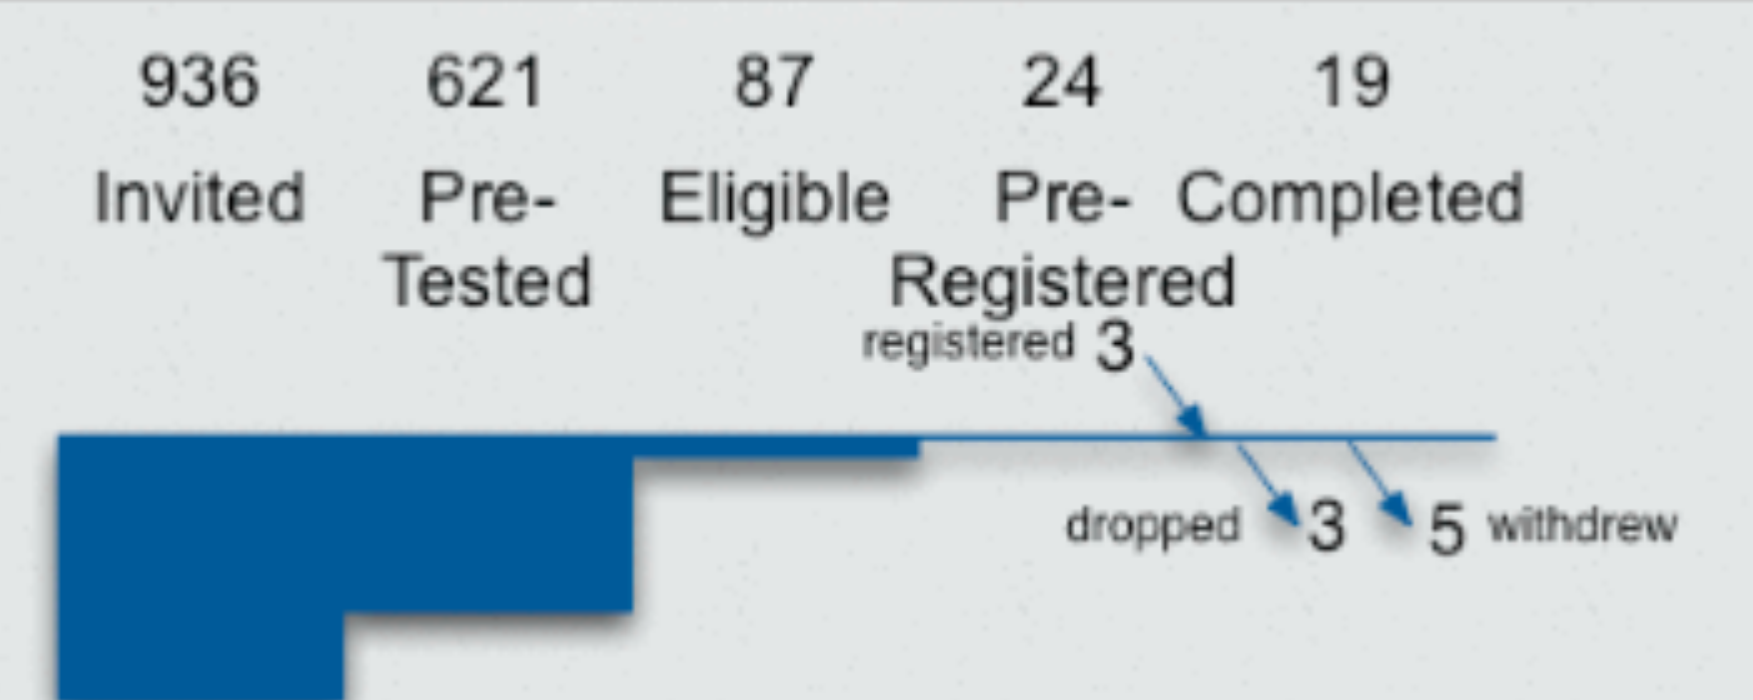 936 621 87 24 19
Invited Pre- Eligible Pre- Completed
Tested Registered
registered 3
dropped 3 5 withdrew